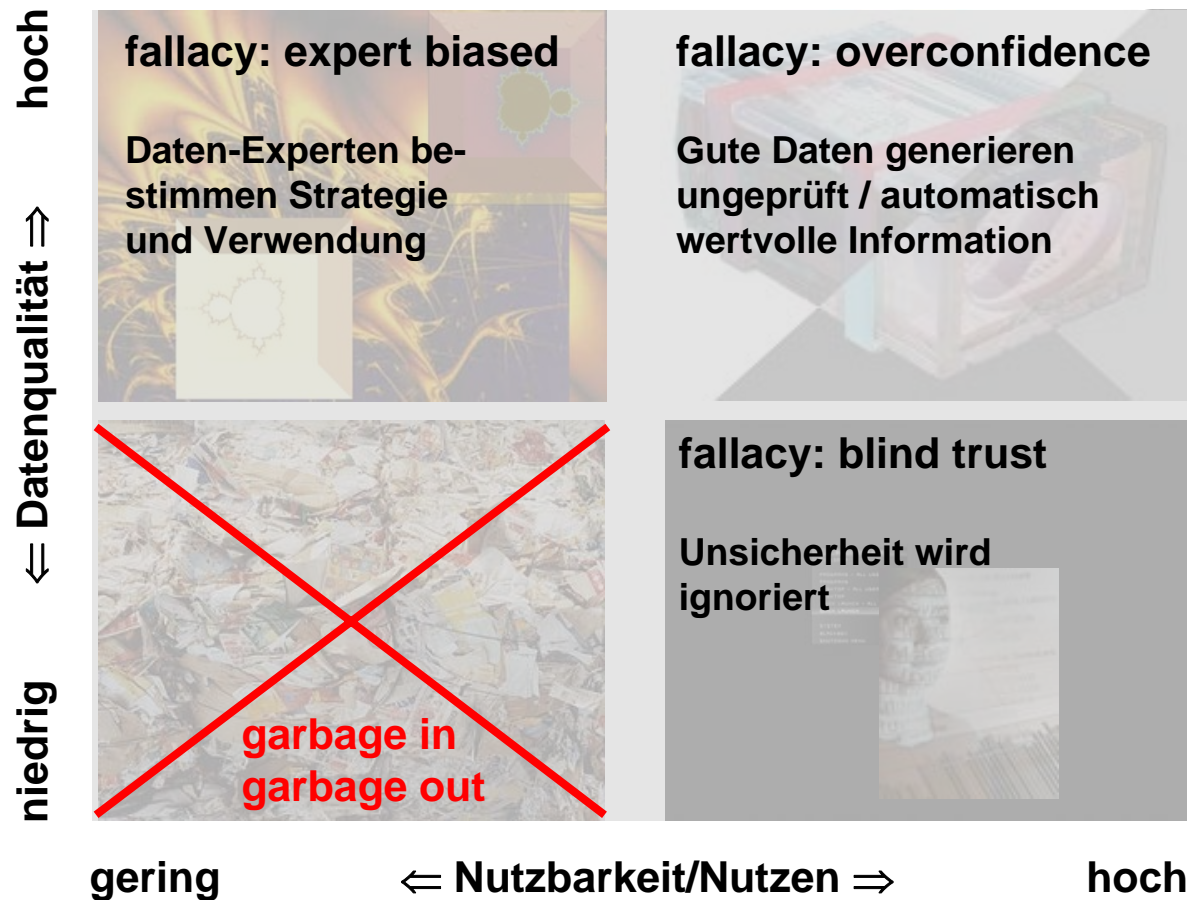 hoch
fallacy: expert biased
Daten-Experten be-
stimmen Strategie
und Verwendung
fallacy: overconfidence
Gute Daten generieren
ungeprüft / automatisch
wertvolle Information
⇐ Datenqualität ⇒
garbage in
garbage out
fallacy: blind trust
Unsicherheit wird
ignoriert
niedrig
gering ⇐ Nutzbarkeit/Nutzen ⇒ hoch